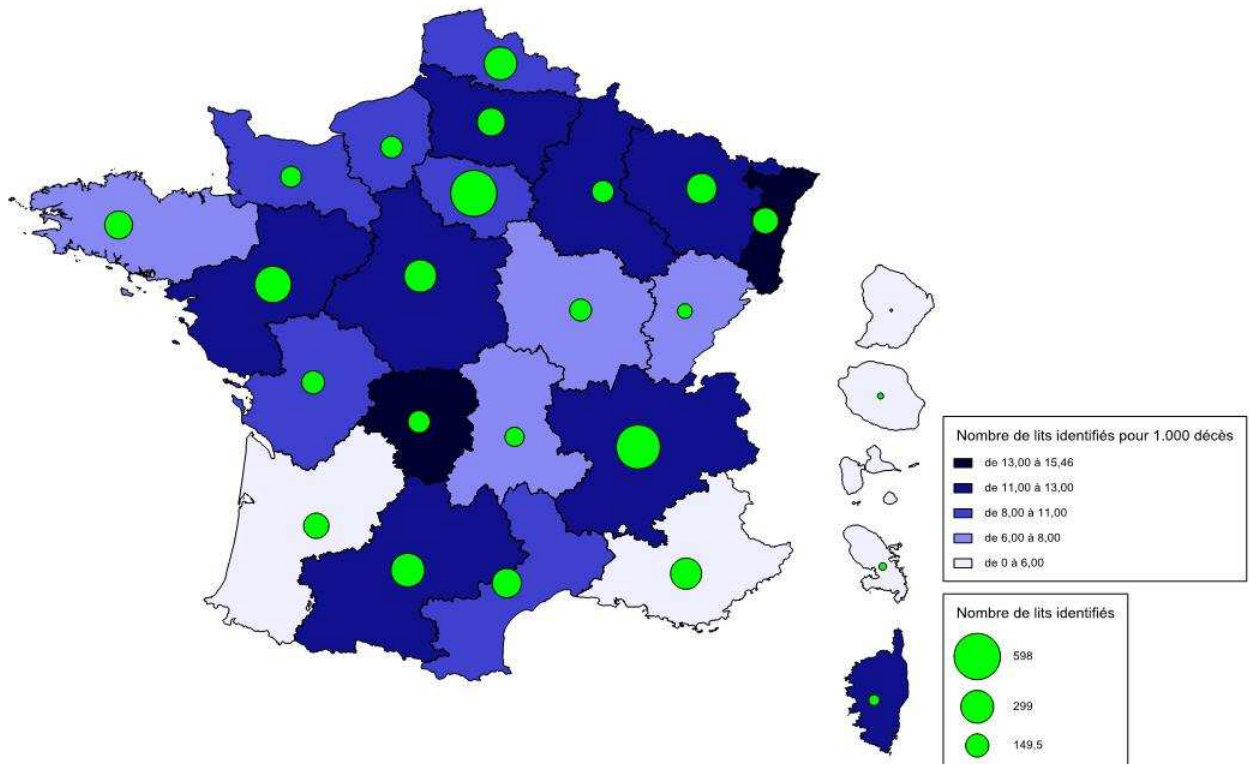 Nombre de lits identifiés pour 1.000 décès
de 13,00 à 15,46
de 11,00 à 13,00
de 8,00 à 11,00
de 6,00 à 8,00
de 0 à 6,00
Nombre de lits identifiés
598
299
149,5